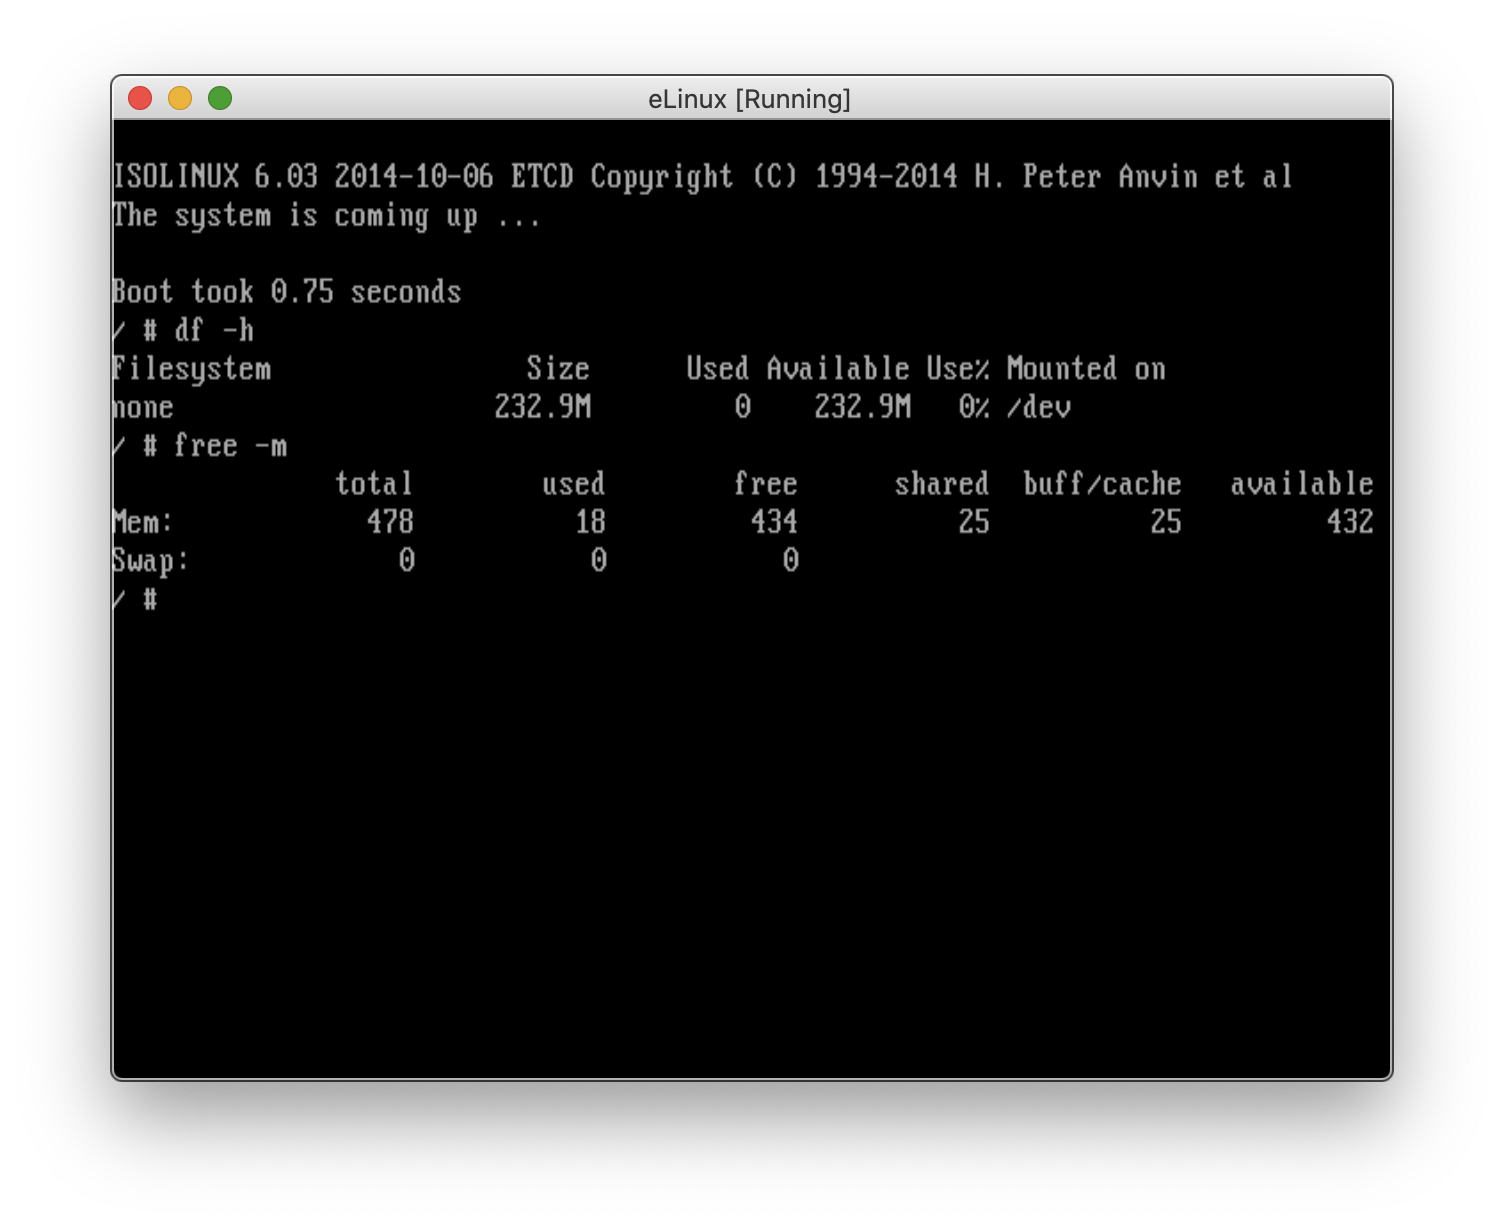 eLinux [Running]
ISOLINUX 6.03 2014-10-06 ETCD Copyright (C) 1994-2014 H. Peter Anvin et al
The system is coming up ...
Boot took 0.75 seconds
/ # df -h
Filesystem                Size      Used Available Use% Mounted on
none                    232.9M         0    232.9M   0% /dev
/ # free -m
              total        used        free      shared  buff/cache   available
Mem:            478          18         434          25          25         432
Swap:             0           0           0
/ #